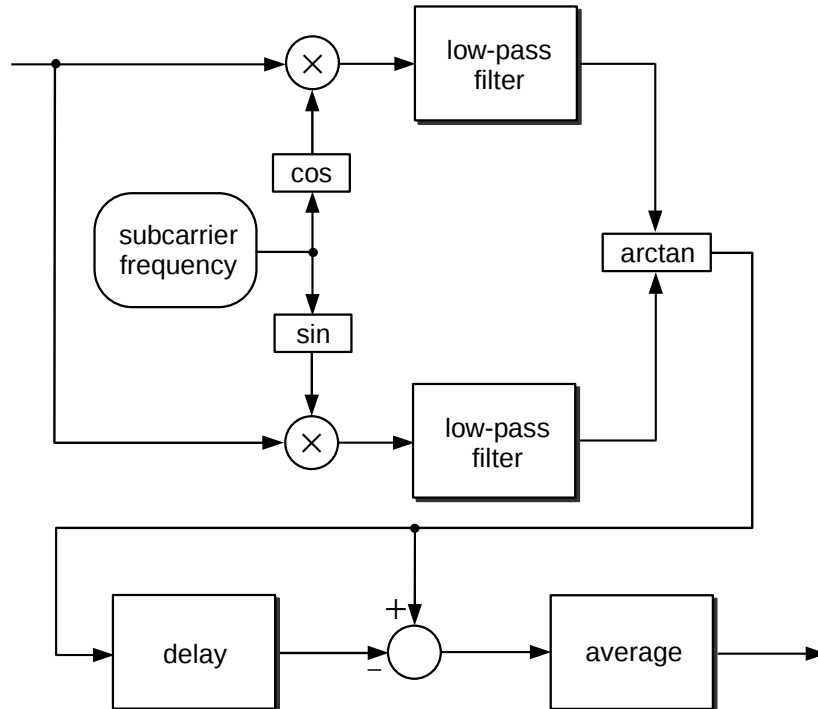 ×
low-pass
filter
cos
subcarrier
frequency
arctan
sin
×
low-pass
filter
+
delay
−
average